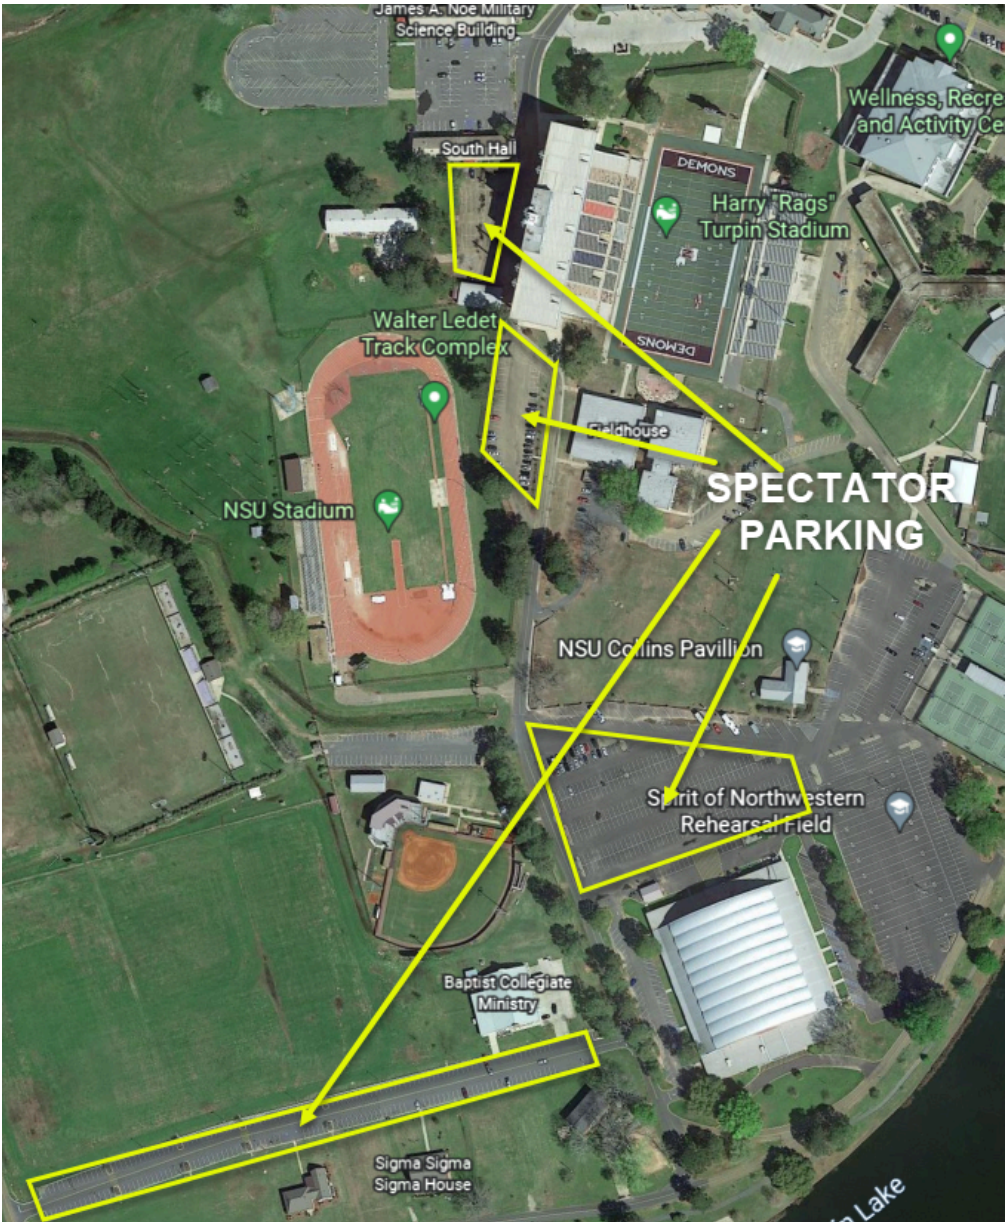 James A. Noe Military
Science Building
Wellness, Recre
and Activity Ce
South Hall
DEMONS
Harry "Rags"
Turpin Stadium
Walter Ledet
Track Complex
DEMONS
Fieldhouse
SPECTATOR
PARKING
NSU Stadium
NSU Collins Pavillion
Spirit of Northwestern
Rehearsal Field
Baptist Collegiate
Ministry
Sigma Sigma
Sigma House
Lake